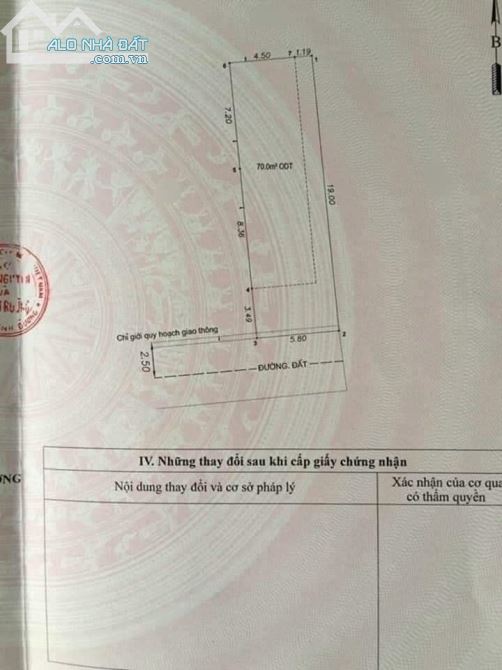 ALO NHÀ ĐẤT
.com.vn
B
4.50
7
1.19
1
6
7.20
5
70.0m² ODT
19.00
8.36
4
3.49
Chỉ giới quy hoạch giao thông
1
3
5.80
2
2.50
ĐƯỜNG ĐẤT
IV. Những thay đổi sau khi cấp giấy chứng nhận
Nội dung thay đổi và cơ sở pháp lý
Xác nhận của cơ qua
có thẩm quyền